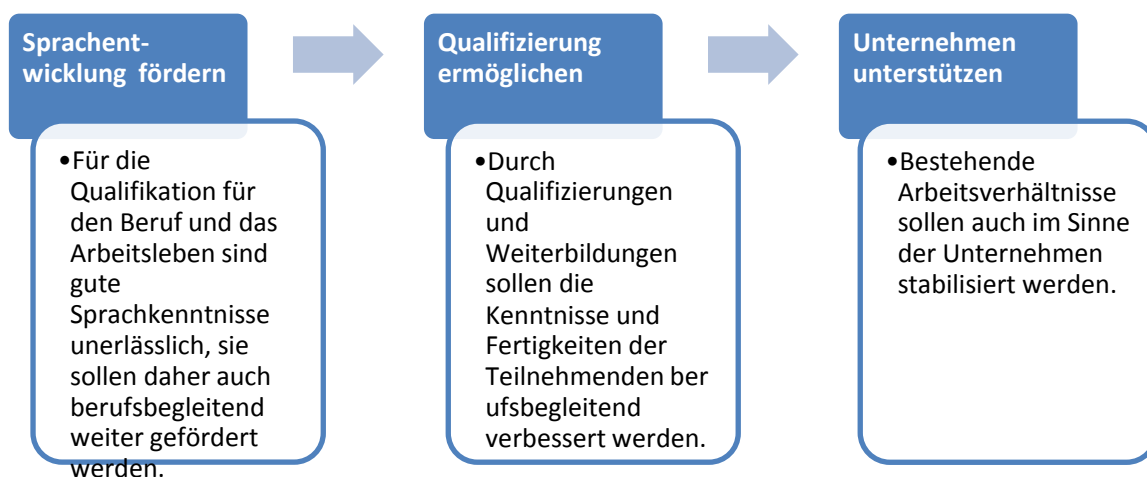 Sprachent-
wicklung fördern
•Für die
Qualifikation für
den Beruf und das
Arbeitsleben sind
gute
Sprachkenntnisse
unerlässlich, sie
sollen daher auch
berufsbegleitend
weiter gefördert
werden.
Qualifizierung
ermöglichen
•Durch
Qualifizierungen
und
Weiterbildungen
sollen die
Kenntnisse und
Fertigkeiten der
Teilnehmenden ber
ufsbegleitend
verbessert werden.
Unternehmen
unterstützen
•Bestehende
Arbeitsverhältnisse
sollen auch im Sinne
der Unternehmen
stabilisiert werden.